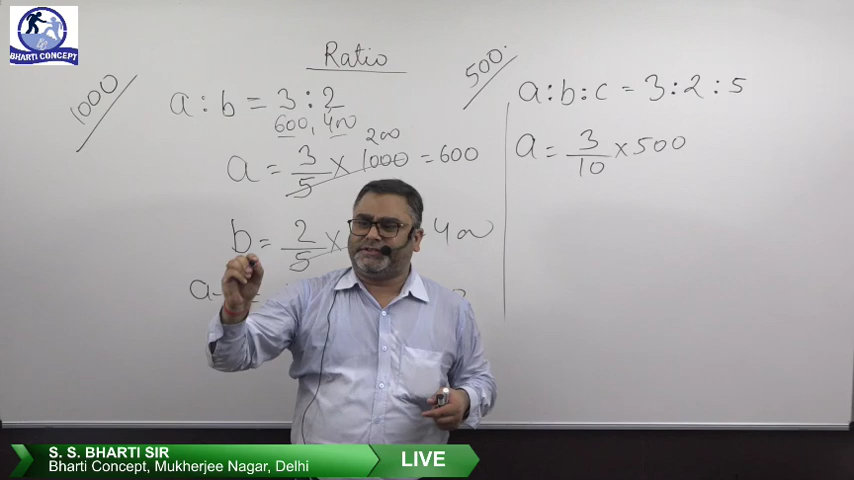 BHARTI CONCEPT
Ratio
1000
a : b = 3 : 2
600, 400
200
a = 3/5 × 1000 = 600
b = 2/5 ×
400
a -
500.
a : b : c = 3 : 2 : 5
a = 3/10 × 500
S. S. BHARTI SIR
Bharti Concept, Mukherjee Nagar, Delhi
LIVE